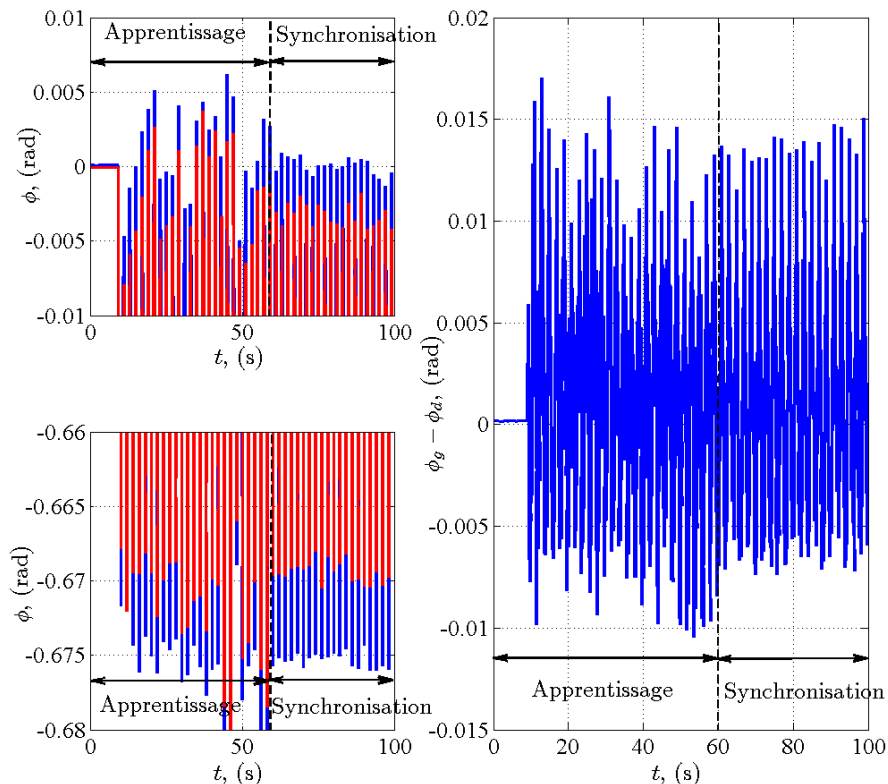 0.01
Apprentissage Synchronisation
0.005
0
-0.005
-0.01
0 50 100
t, (s)
ϕ, (rad)
-0.66
-0.665
-0.67
-0.675
Apprentissage Synchronisation
-0.68
0 50 100
t, (s)
ϕ, (rad)
0.02
0.015
0.01
0.005
0
-0.005
-0.01
Apprentissage Synchronisation
-0.015
0 20 40 60 80 100
t, (s)
ϕg − ϕd, (rad)